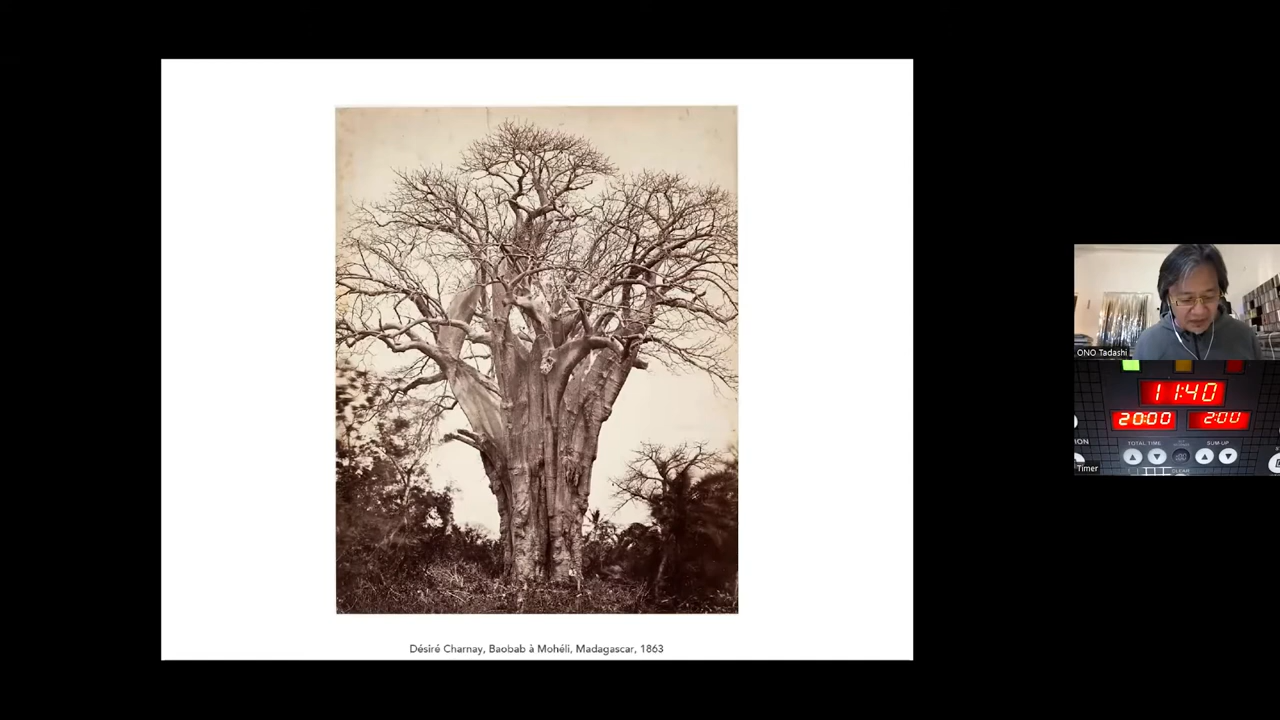 Désiré Charnay, Baobab à Mohéli, Madagascar, 1863
ONO Tadashi
11:40
20:00
2:00
TOTAL TIME
SUM-UP
CLEAR
Timer